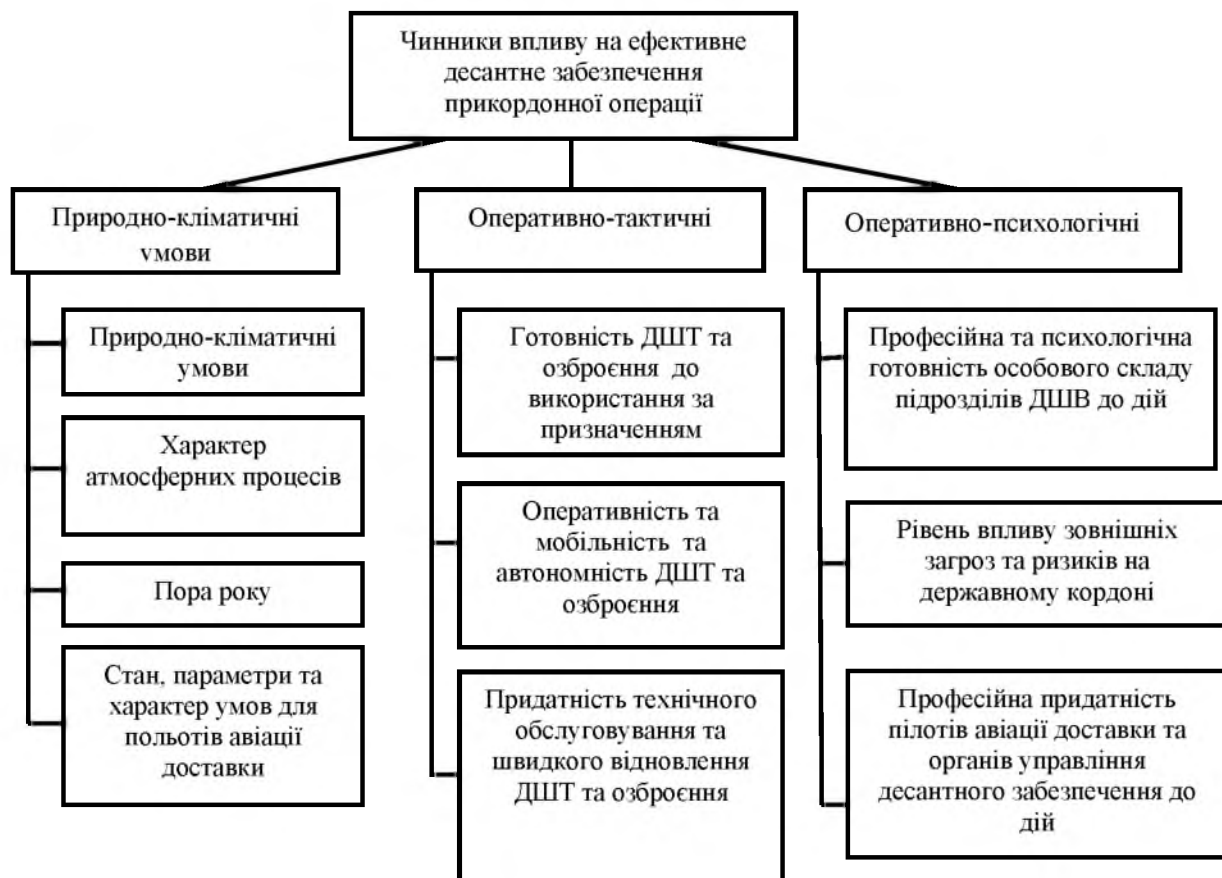 Чинники впливу на ефективне
десантне забезпечення
прикордонної операції
Природно-кліматичні
умови
Природно-кліматичні
умови
Характер
атмосферних процесів
Пора року
Стан, параметри та
характер умов для
польотів авіації
доставки
Оперативно-тактичні
Готовність ДШТ та
озброєння до
використання за
призначенням
Оперативність та
мобільність та
автономність ДШТ та
озброєння
Придатність технічного
обслуговування та
швидкого відновлення
ДШТ та озброєння
Оперативно-психологічні
Професійна та психологічна
готовність особового складу
підрозділів ДШВ до дій
Рівень впливу зовнішніх
загроз та ризиків на
державному кордоні
Професійна придатність
пілотів авіації доставки та
органів управління
десантного забезпечення до
дій